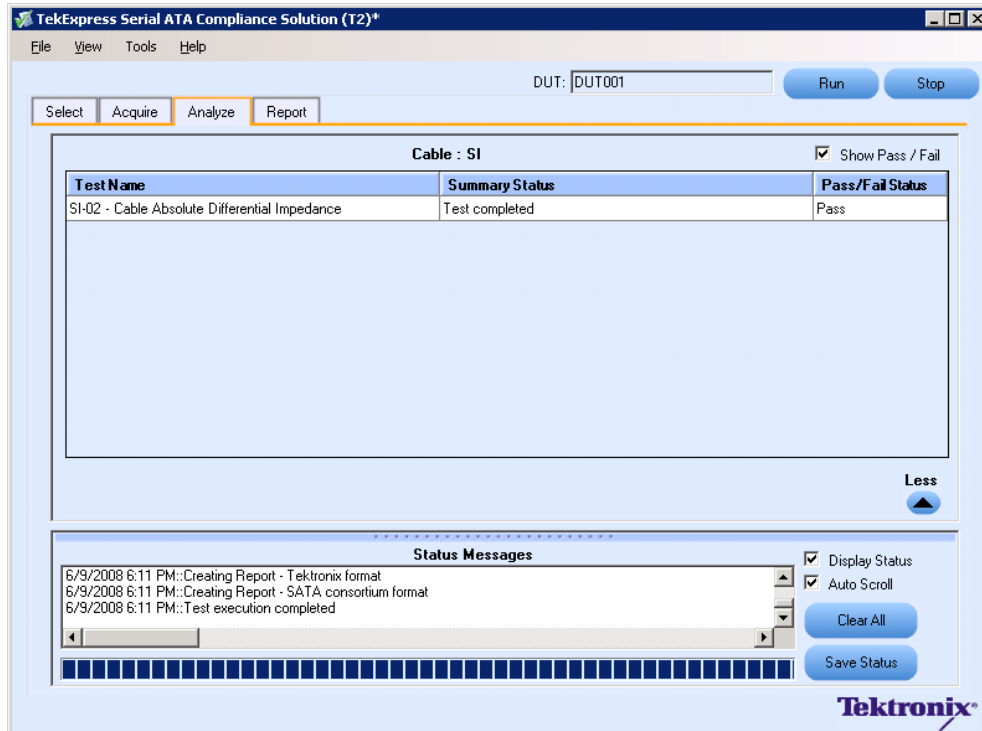 TekExpress Serial ATA Compliance Solution (T2)*
File View Tools Help
DUT: DUT001 Run Stop
Select Acquire Analyze Report
Cable : SI Show Pass / Fail
Test Name Summary Status Pass/Fail Status
SI-02 - Cable Absolute Differential Impedance Test completed Pass
Less
Status Messages
Display Status
6/9/2008 6:11 PM::Creating Report - Tektronix format
Auto Scroll
6/9/2008 6:11 PM::Creating Report - SATA consortium format
6/9/2008 6:11 PM::Test execution completed
Clear All
Save Status
Tektronix